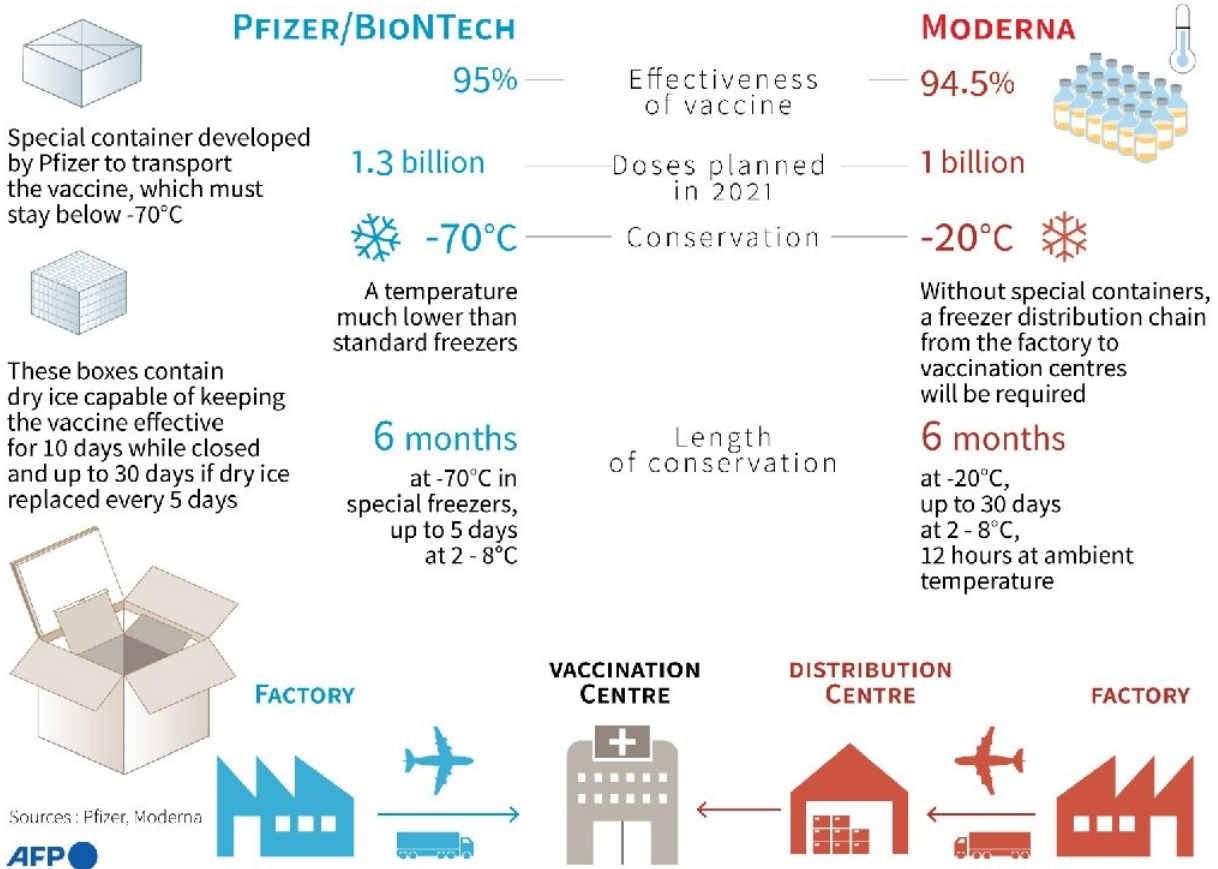 PFIZER/BIONTECH
MODERNA
95%
Effectiveness
of vaccine
94.5%
Special container developed
by Pfizer to transport
the vaccine, which must
stay below -70°C
1.3 billion
Doses planned
in 2021
1 billion
-70°C
Conservation
-20°C
A temperature
much lower than
standard freezers
Without special containers,
a freezer distribution chain
from the factory to
vaccination centres
will be required
These boxes contain
dry ice capable of keeping
the vaccine effective
for 10 days while closed
and up to 30 days if dry ice
replaced every 5 days
6 months
at -70°C in
special freezers,
up to 5 days
at 2 - 8°C
Length
of conservation
6 months
at -20°C,
up to 30 days
at 2 - 8°C,
12 hours at ambient
temperature
FACTORY
VACCINATION
CENTRE
DISTRIBUTION
CENTRE
FACTORY
Sources : Pfizer, Moderna
AFP